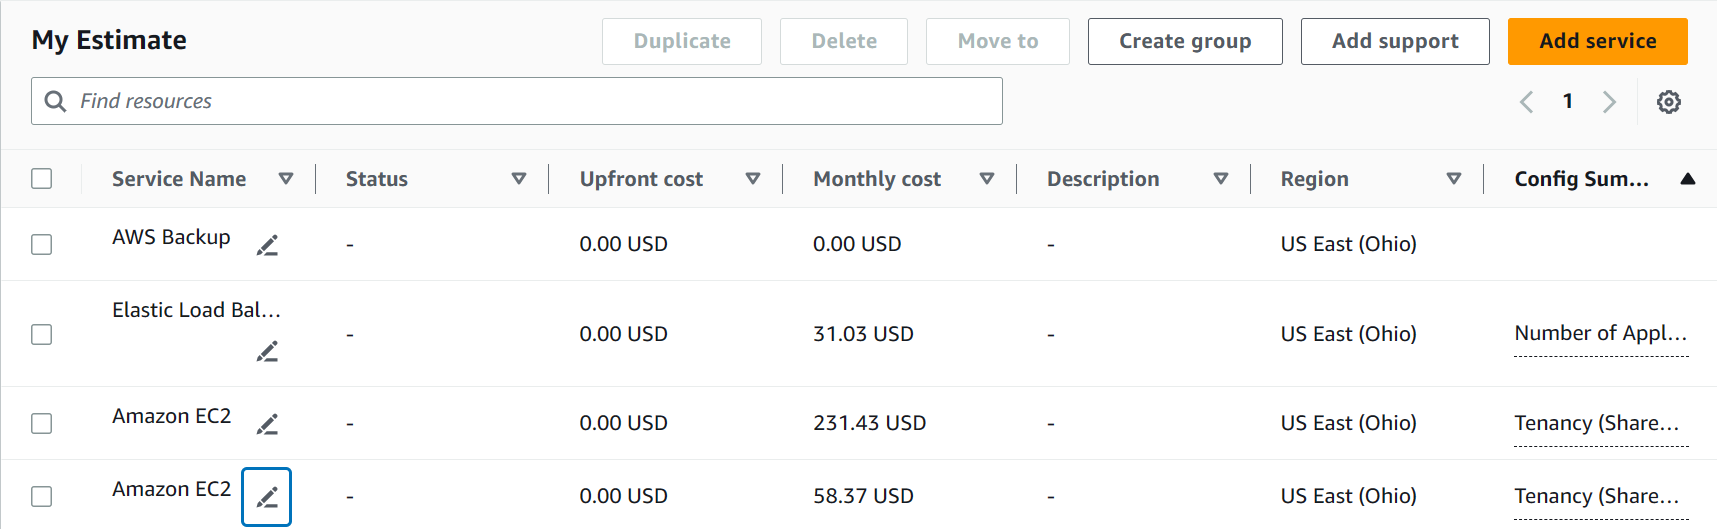 My Estimate
Duplicate
Delete
Move to
Create group
Add support
Add service
Find resources
1
Service Name
Status
Upfront cost
Monthly cost
Description
Region
Config Sum...
AWS Backup
-
0.00 USD
0.00 USD
-
US East (Ohio)
Elastic Load Bal...
-
0.00 USD
31.03 USD
-
US East (Ohio)
Number of Appl...
Amazon EC2
-
0.00 USD
231.43 USD
-
US East (Ohio)
Tenancy (Share...
Amazon EC2
-
0.00 USD
58.37 USD
-
US East (Ohio)
Tenancy (Share...